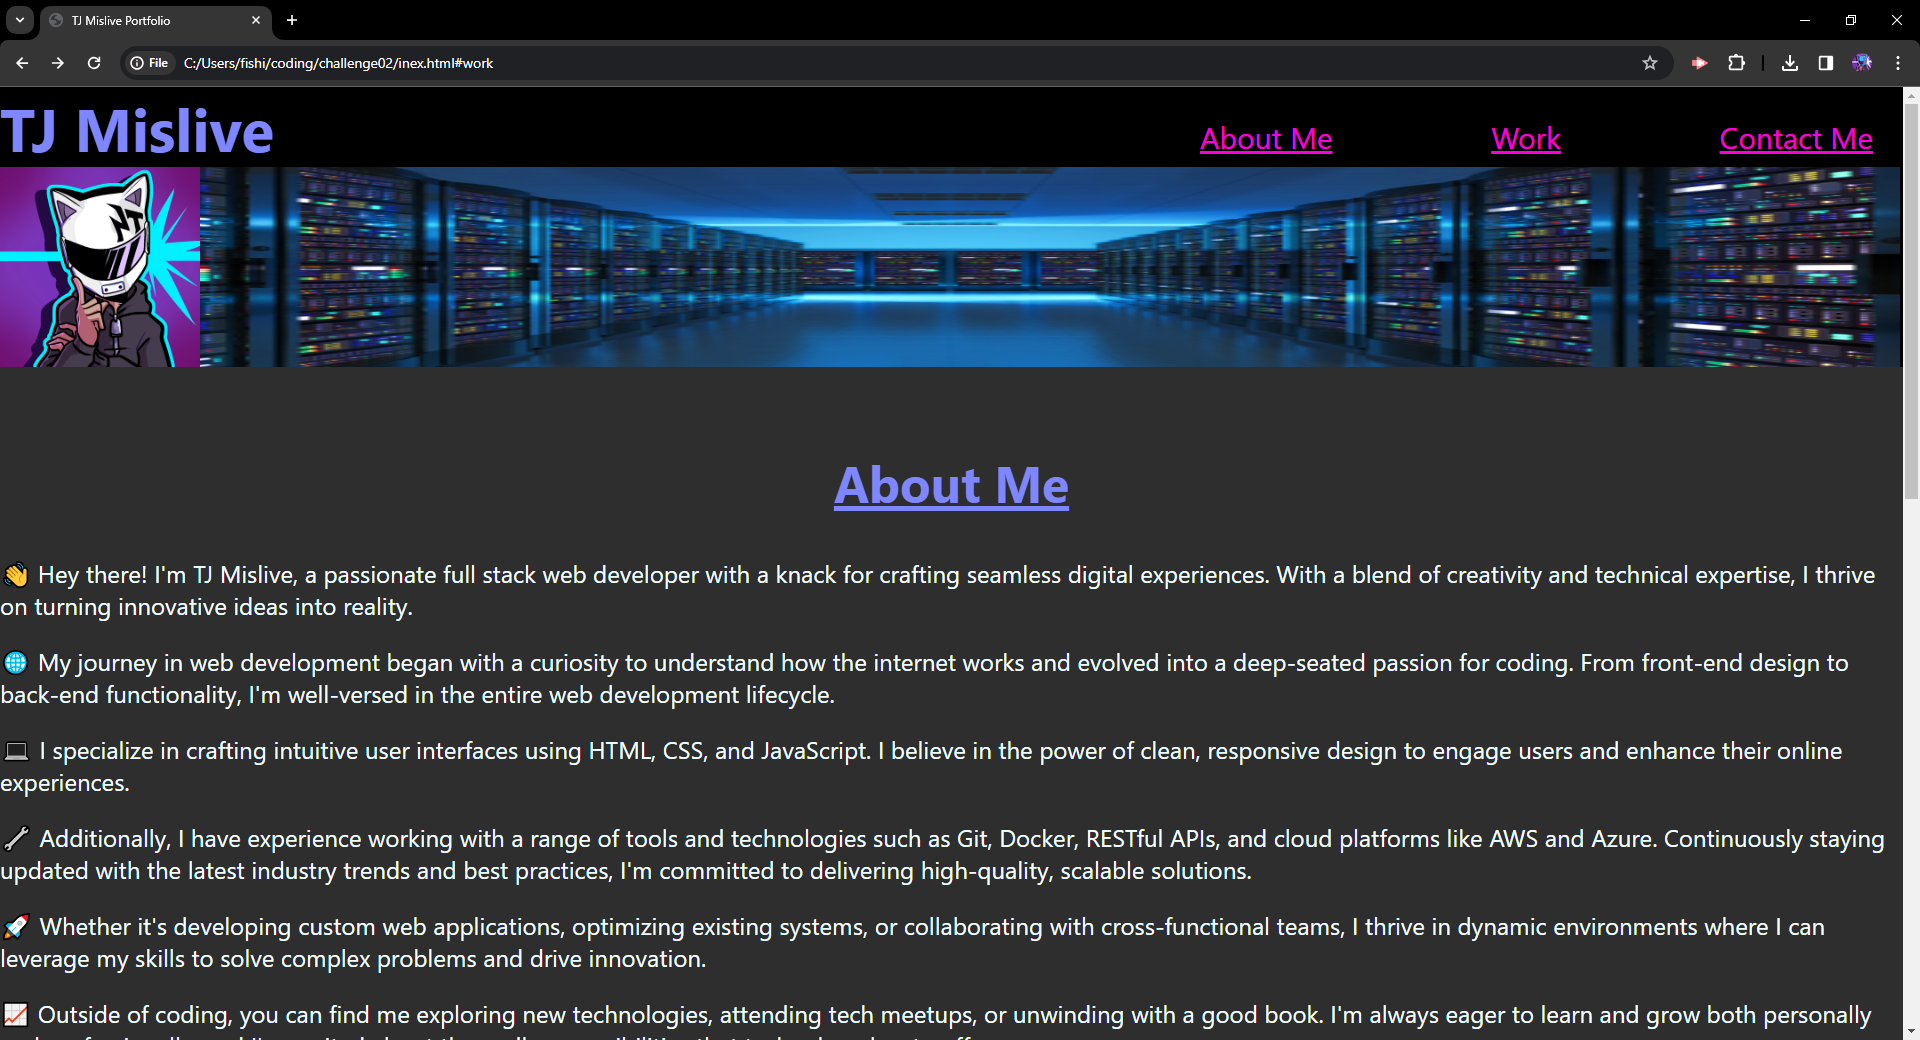 TJ Mislive Portfolio
File C:/Users/fishi/coding/challenge02/inex.html#work
TJ Mislive
About Me Work Contact Me
NT
About Me
👋 Hey there! I'm TJ Mislive, a passionate full stack web developer with a knack for crafting seamless digital experiences. With a blend of creativity and technical expertise, I thrive
on turning innovative ideas into reality.
🌐 My journey in web development began with a curiosity to understand how the internet works and evolved into a deep-seated passion for coding. From front-end design to
back-end functionality, I'm well-versed in the entire web development lifecycle.
💻 I specialize in crafting intuitive user interfaces using HTML, CSS, and JavaScript. I believe in the power of clean, responsive design to engage users and enhance their online
experiences.
🔧 Additionally, I have experience working with a range of tools and technologies such as Git, Docker, RESTful APIs, and cloud platforms like AWS and Azure. Continuously staying
updated with the latest industry trends and best practices, I'm committed to delivering high-quality, scalable solutions.
🚀 Whether it's developing custom web applications, optimizing existing systems, or collaborating with cross-functional teams, I thrive in dynamic environments where I can
leverage my skills to solve complex problems and drive innovation.
📈 Outside of coding, you can find me exploring new technologies, attending tech meetups, or unwinding with a good book. I'm always eager to learn and grow both personally